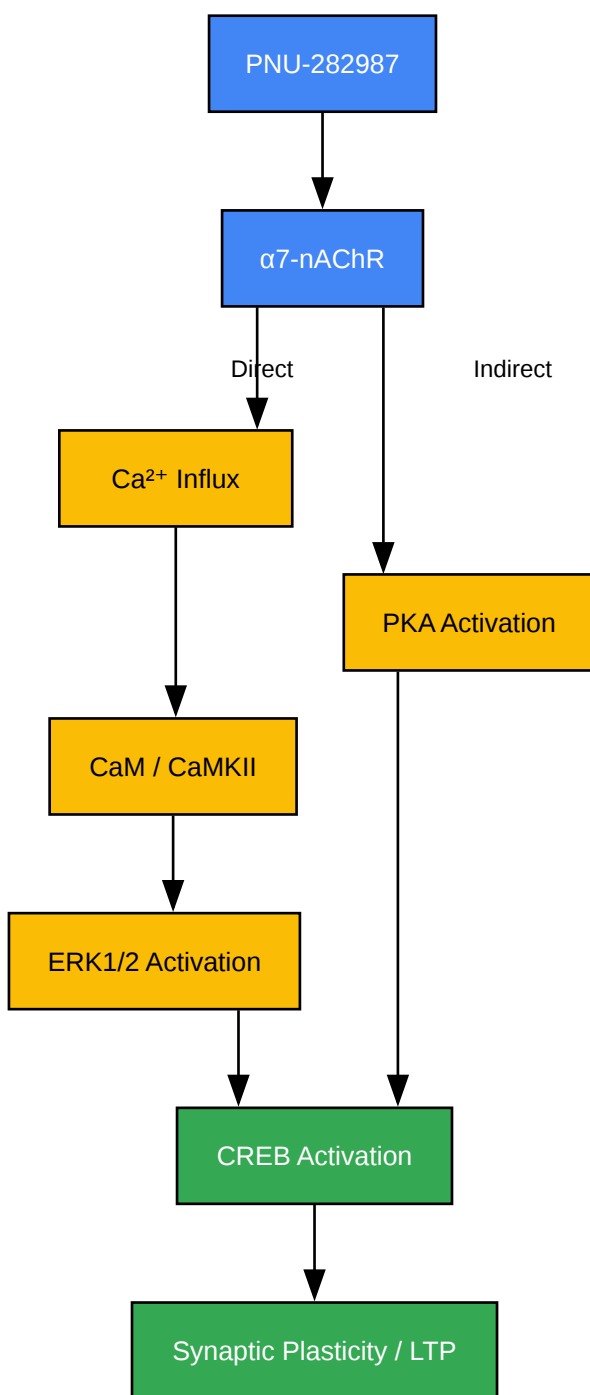 PNU-282987
α7-nAChR
Direct
Indirect
Ca²⁺ Influx
PKA Activation
CaM / CaMKII
ERK1/2 Activation
CREB Activation
Synaptic Plasticity / LTP